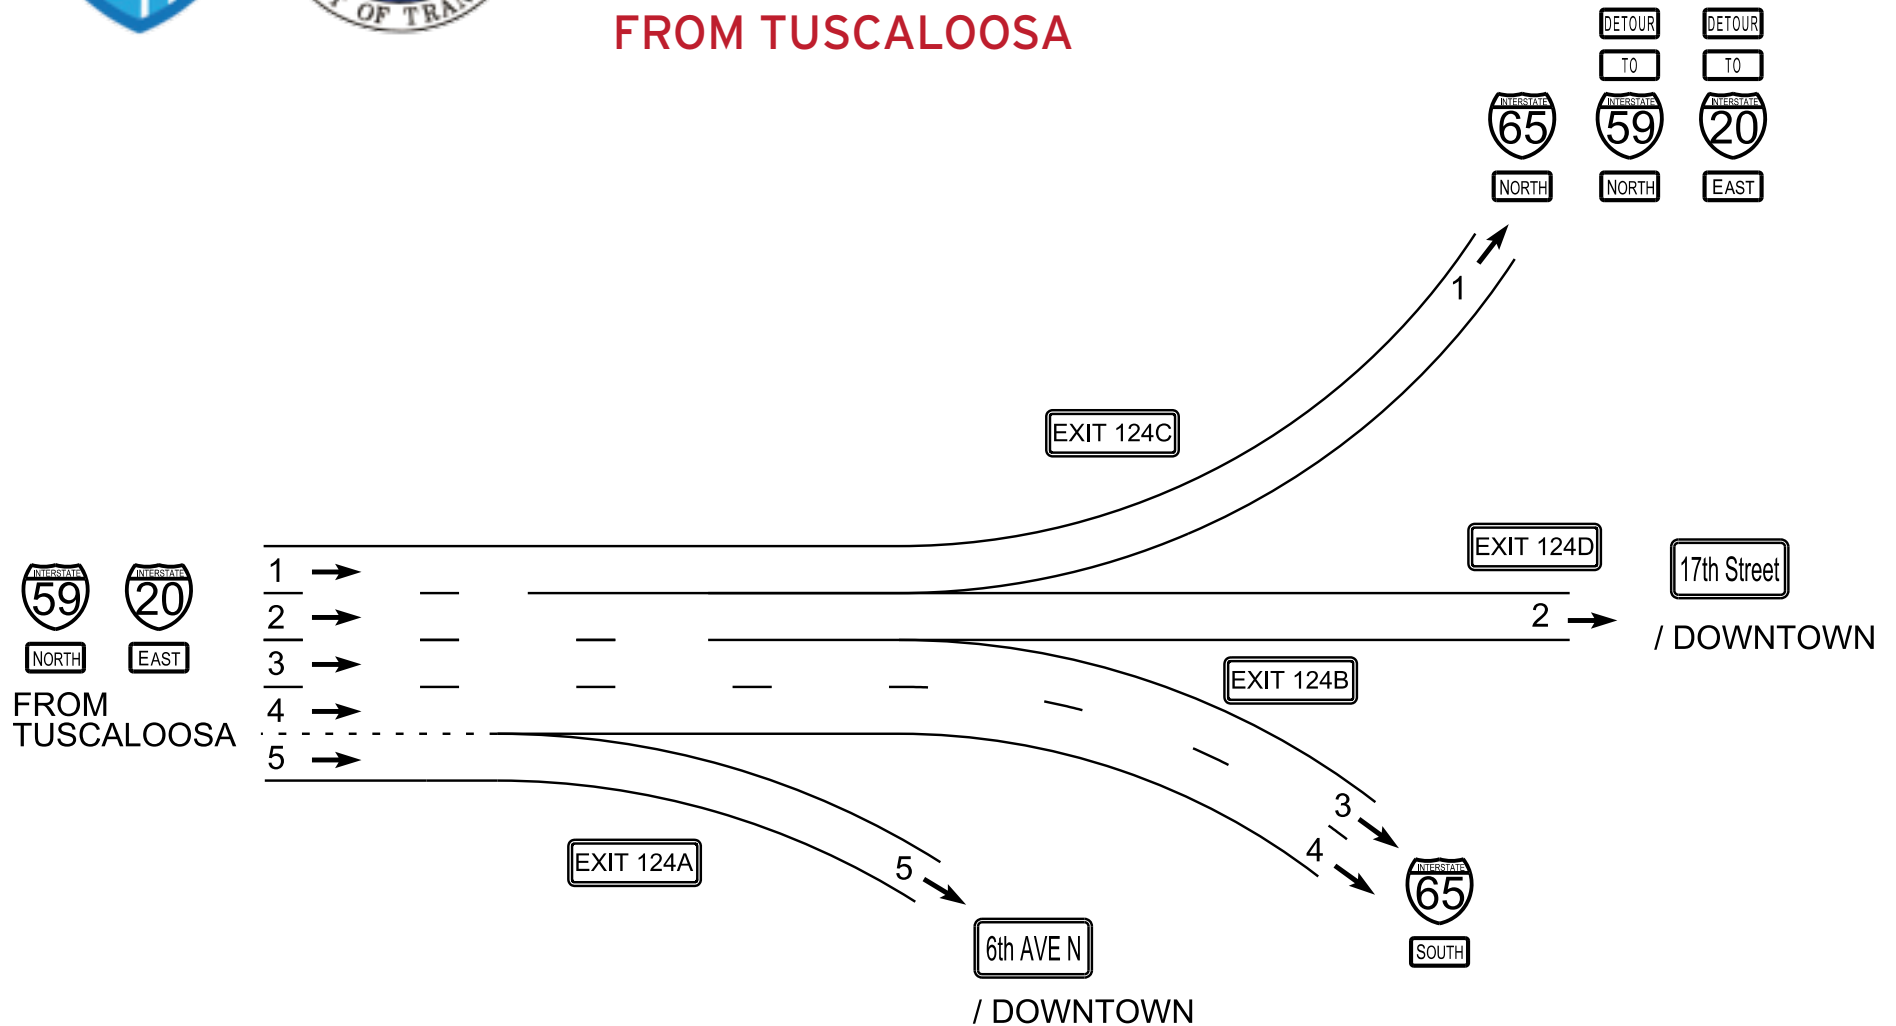 OF TRAN
FROM TUSCALOOSA
DETOUR DETOUR
TO TO
INTERSTATE INTERSTATE INTERSTATE
65 59 20
NORTH NORTH EAST
1
EXIT 124C
EXIT 124D
17th Street
/ DOWNTOWN
INTERSTATE INTERSTATE
59 20
NORTH EAST
FROM
TUSCALOOSA
1
2
3
4
5
2
EXIT 124B
3
4
INTERSTATE
65
SOUTH
EXIT 124A
5
6th AVE N
/ DOWNTOWN